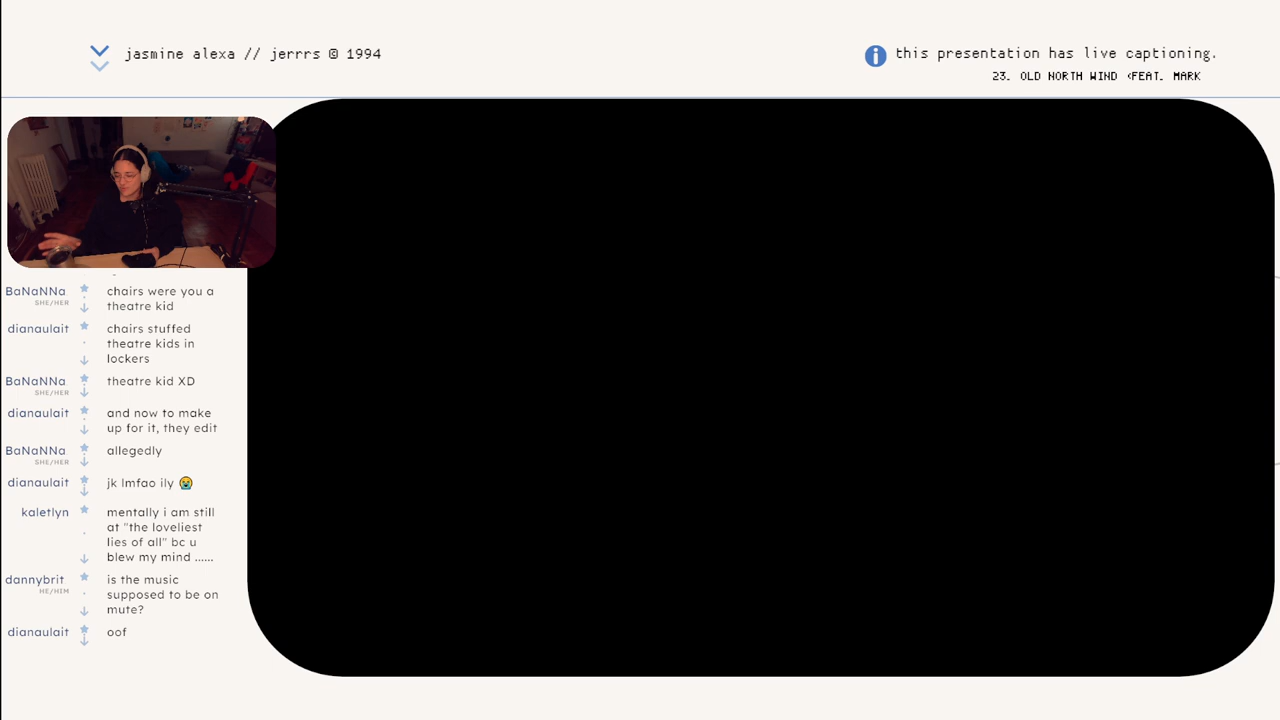 jasmine alexa // jerrrs © 1994
this presentation has live captioning.
23. OLD NORTH WIND <FEAT. MARK
BaNaNNa
SHE/HER
chairs were you a
theatre kid
dianaulait
chairs stuffed
theatre kids in
lockers
BaNaNNa
SHE/HER
theatre kid XD
dianaulait
and now to make
up for it, they edit
BaNaNNa
SHE/HER
allegedly
dianaulait
jk lmfao ily 😭
kaletlyn
mentally i am still
at "the loveliest
lies of all" bc u
blew my mind ......
dannybrit
HE/HIM
is the music
supposed to be on
mute?
dianaulait
oof